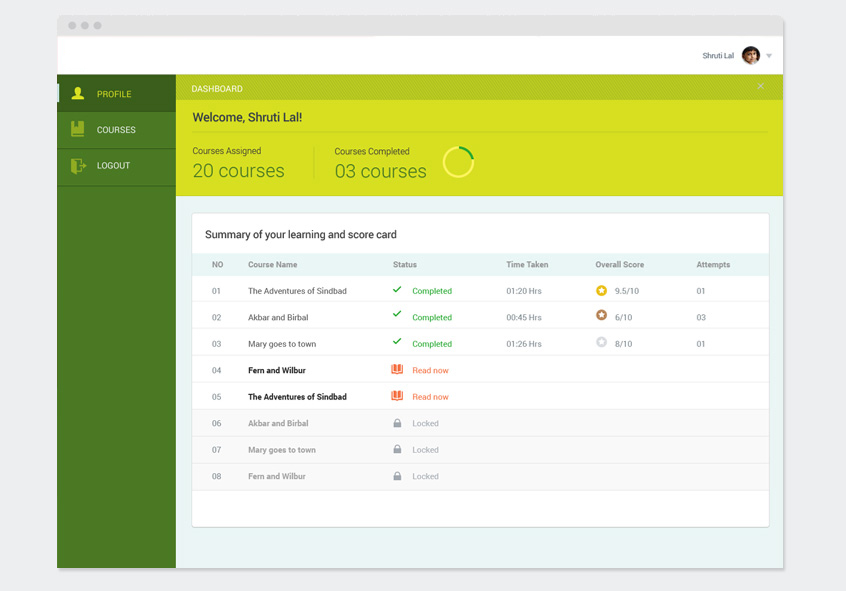 Shruti Lal
PROFILE
COURSES
LOGOUT
DASHBOARD
Welcome, Shruti Lal!
Courses Assigned
20 courses
Courses Completed
03 courses
Summary of your learning and score card
NO Course Name Status Time Taken Overall Score Attempts
01 The Adventures of Sindbad Completed 01:20 Hrs 9.5/10 01
02 Akbar and Birbal Completed 00:45 Hrs 6/10 03
03 Mary goes to town Completed 01:26 Hrs 8/10 01
04 Fern and Wilbur Read now
05 The Adventures of Sindbad Read now
06 Akbar and Birbal Locked
07 Mary goes to town Locked
08 Fern and Wilbur Locked